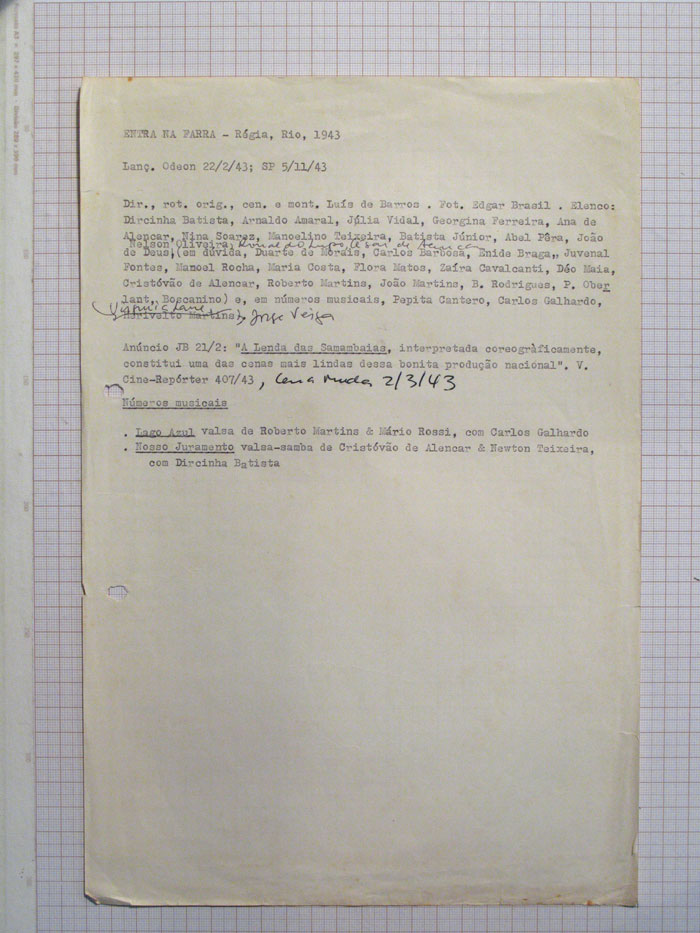 ENTRA NA FARRA - Régia, Rio, 1943
Lanç. Odeon 22/2/43; SP 5/11/43
Dir., rot. orig., cen. e mont. Luís de Barros . Fot. Edgar Brasil . Elenco:
Dircinha Batista, Arnaldo Amaral, Júlia Vidal, Georgina Ferreira, Ana de
Alencar, Nina Soarez, Manoelino Teixeira, Batista Júnior, Abel Pêra, João
Nelson Oliveira,
de Deus, (em dúvida, Duarte de Morais, Carlos Barbosa, Enide Braga,, Juvenal
Fontes, Manoel Rocha, Maria Costa, Flora Matos, Zaíra Cavalcanti, Déo Maia,
Cristóvão de Alencar, Roberto Martins, João Martins, B. Rodrigues, P. Ober
lant, Boscanino) e, em números musicais, Pepita Cantero, Carlos Galhardo,
Herivelto Martins, Jorge Veiga
Anúncio JB 21/2: "A Lenda das Samambaias, interpretada coreogràficamente,
constitui uma das cenas mais lindas dessa bonita produção nacional". V.
Cine-Repórter 407/43, Cena muda 2/3/43
Números musicais
. Lago Azul valsa de Roberto Martins & Mário Rossi, com Carlos Galhardo
. Nosso Juramento valsa-samba de Cristóvão de Alencar & Newton Teixeira,
com Dircinha Batista